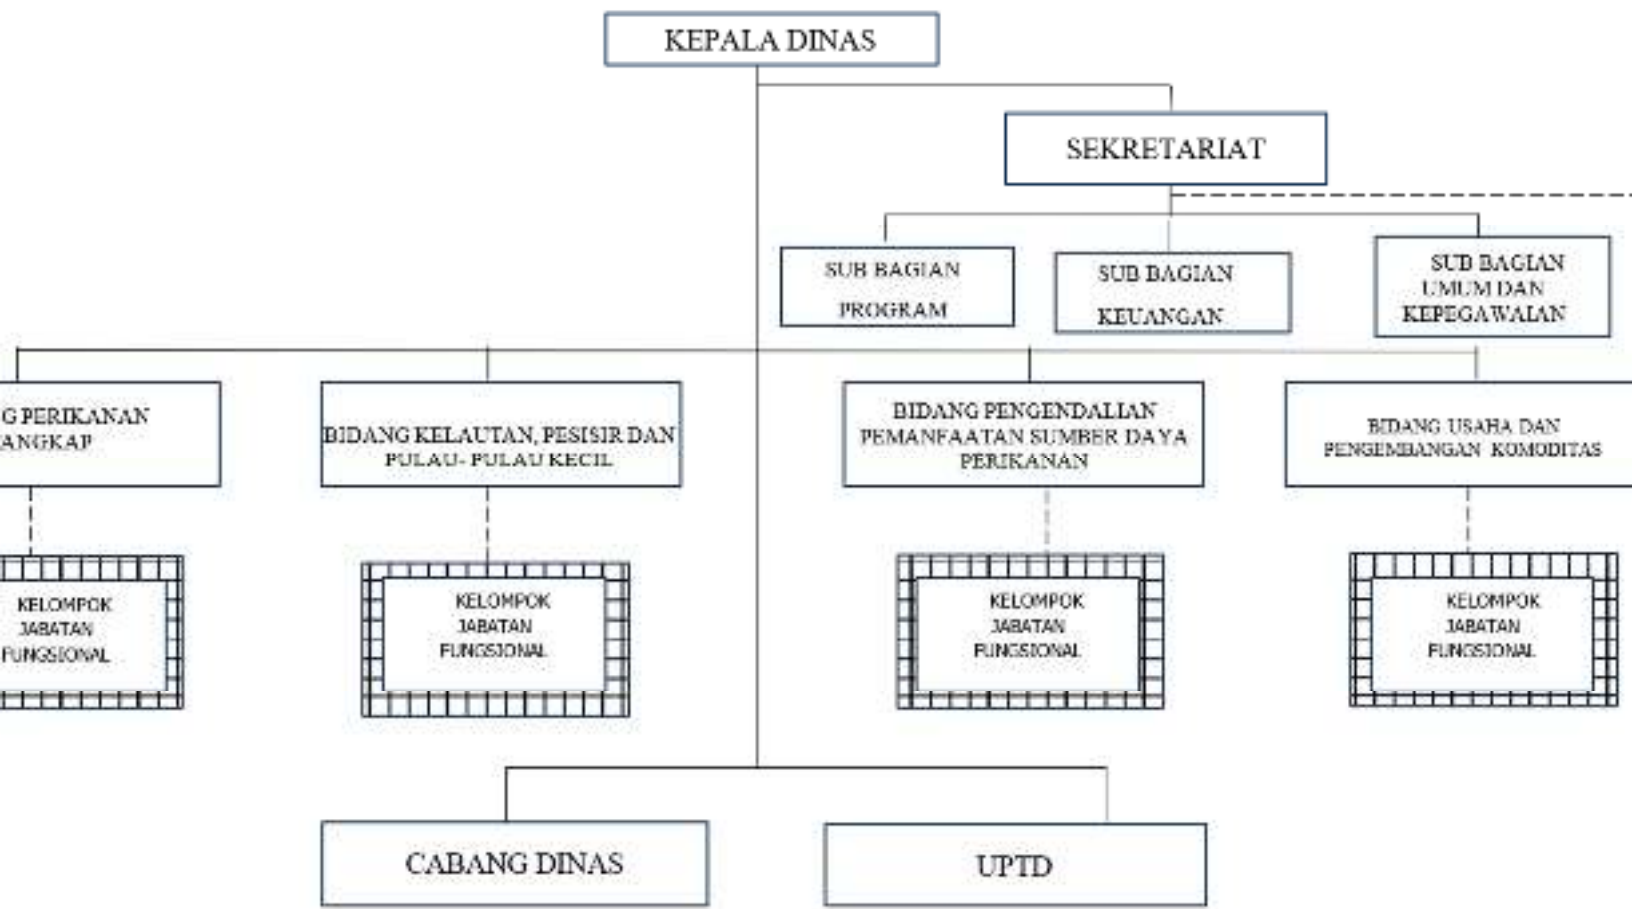 KEPALA DINAS
SEKRETARIAT
SUB BAGIAN
PROGRAM
SUB BAGIAN
KEUANGAN
SUB BAGIAN
UMUM DAN
KEPEGAWAIAN
G PERIKANAN
ANGKAP
BIDANG KELAUTAN, PESISIR DAN
PULAU- PULAU KECIL
BIDANG PENGENDALIAN
PEMANFAATAN SUMBER DAYA
PERIKANAN
BIDANG USAHA DAN
PENGEMBANGAN KOMODITAS
KELOMPOK
JABATAN
FUNGSIONAL
KELOMPOK
JABATAN
FUNGSIONAL
KELOMPOK
JABATAN
FUNGSIONAL
KELOMPOK
JABATAN
FUNGSIONAL
CABANG DINAS
UPTD